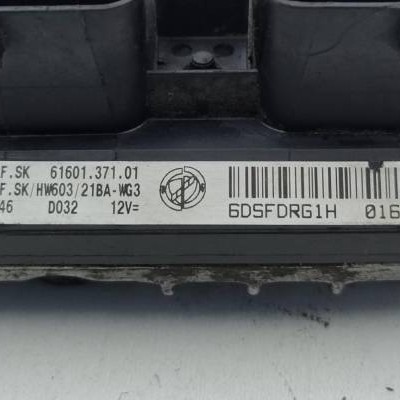 F.SK 61601.371.01
F.SK/HW603/21BA-WG3
46 D032 12V=
6DSFDRG1H 016